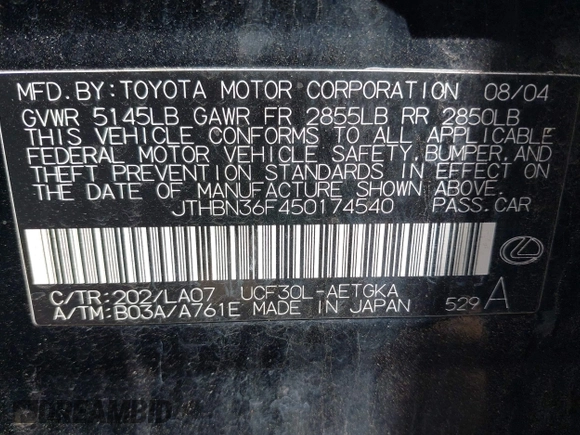 MFD.BY:TOYOTA MOTOR CORPORATION 08/04
GVWR 5145LB GAWR FR 2855LB RR 2850LB
THIS VEHICLE CONFORMS TO ALL APPLICABLE
FEDERAL MOTOR VEHICLE SAFETY,BUMPER,AND
THEFT PREVENTION STANDARDS IN EFFECT ON
THE DATE OF MANUFACTURE SHOWN ABOVE.
JTHBN36F450174540 PASS.CAR
C/TR:202/LA07 UCF30L-AETGKA
A/TM:B03A/A761E MADE IN JAPAN 529 A
DREAMBID